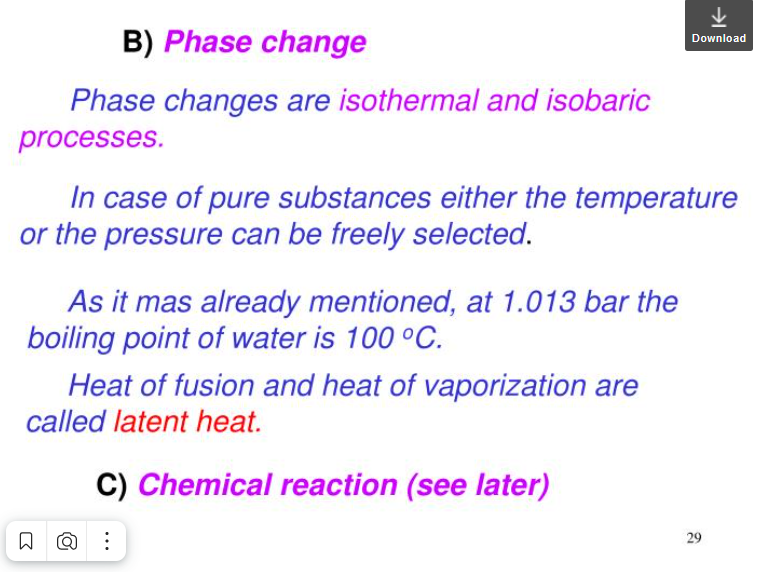 Download
B) Phase change
Phase changes are isothermal and isobaric
processes.
In case of pure substances either the temperature
or the pressure can be freely selected.
As it mas already mentioned, at 1.013 bar the
boiling point of water is 100 ºC.
Heat of fusion and heat of vaporization are
called latent heat.
C) Chemical reaction (see later)
29